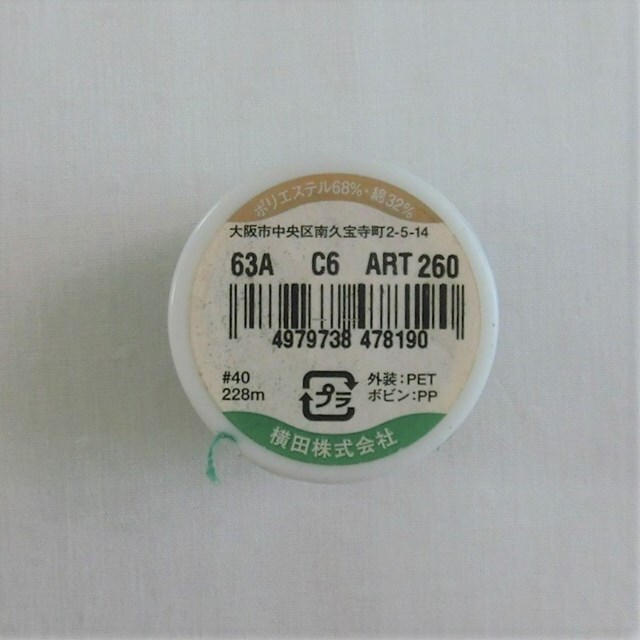 ポリエステル68%・綿32%
大阪市中央区南久宝寺町2-5-14
63A C6 ART 260
4979738 478190
#40
228m
プラ
外装:PET
ボビン:PP
横田株式会社